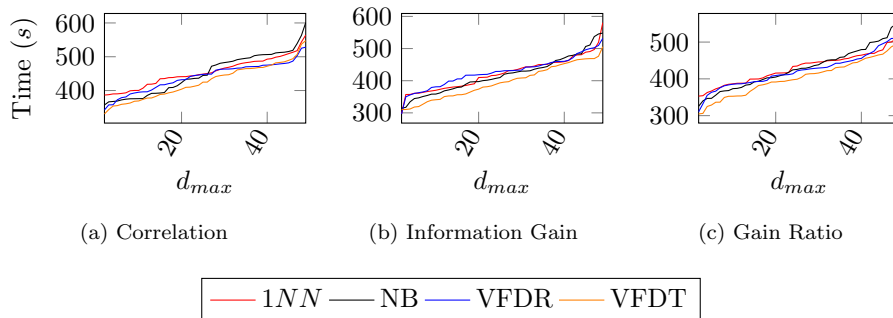 600
500
400
Time (s)
20
40
d_max
(a) Correlation
600
500
400
300
20
40
d_max
(b) Information Gain
500
400
300
20
40
d_max
(c) Gain Ratio
1NN NB VFDR VFDT